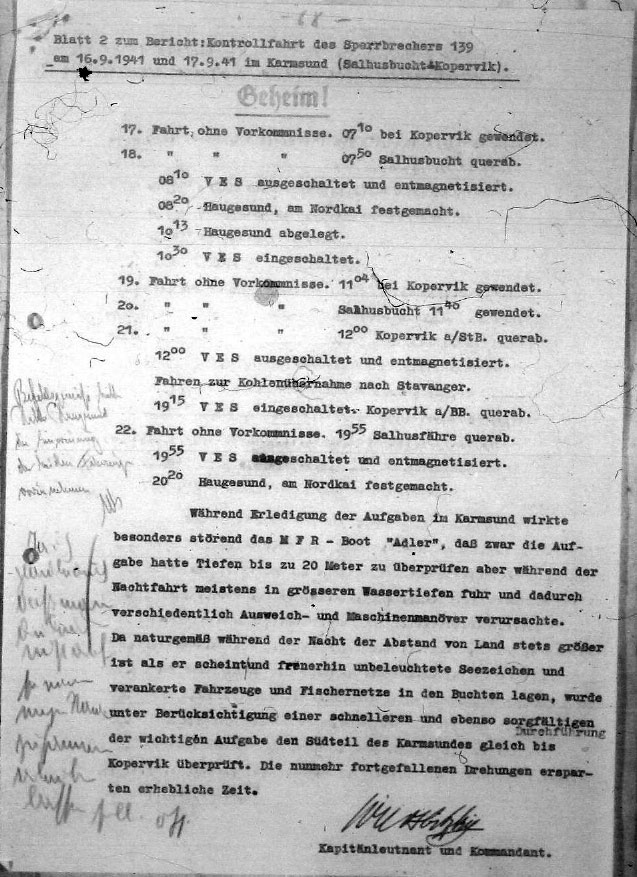 - 68 -
Blatt 2 zum Bericht: Kontrollfahrt des Sperrbrechers 139
am 16.9.1941 und 17.9.41 im Karmsund (Salhusbucht&Kopervik).
Geheim!
17. Fahrt, ohne Vorkommnisse. 07¹⁰ bei Kopervik gewendet.
18. " " " 07⁵⁰ Salhusbucht querab.
08¹⁰ V E S ausgeschaltet und entmagnetisiert.
08²⁰ Haugesund, am Nordkai festgemacht.
10¹³ Haugesund abgelegt.
10³⁰ V E S eingeschaltet.
19. Fahrt ohne Vorkommnisse. 11⁰⁴ bei Kopervik gewendet.
20. " " " Salhusbucht 11⁴⁶ gewendet.
21. " " " 12⁰⁰ Kopervik a/StB. querab.
12⁰⁰ V E S ausgeschaltet und entmagnetisiert.
Fahren zur Kohlenübernahme nach Stavanger.
19¹⁵ V E S eingeschaltet. Kopervik a/BB. querab.
22. Fahrt ohne Vorkommnisse. 19⁵⁵ Salhusfähre querab.
19⁵⁵ V E S ausgeschaltet und entmagnetisiert.
20²⁰ Haugesund, am Nordkai festgemacht.
Während Erledigung der Aufgaben im Karmsund wirkte
besonders störend das M F R - Boot "Adler", daß zwar die Auf-
gabe hatte Tiefen bis zu 20 Meter zu überprüfen aber während der
Nachtfahrt meistens in grösseren Wassertiefen fuhr und dadurch
verschiedentlich Ausweich- und Maschinenmanöver verursachte.
Da naturgemäß während der Nacht der Abstand von Land stets größer
ist als er scheint und fernerhin unbeleuchtete Seezeichen und
verankerte Fahrzeuge und Fischernetze in den Buchten lagen, wurde
unter Berücksichtigung einer schnelleren und ebenso sorgfältigen
Durchführung
der wichtigen Aufgabe den Südteil des Karmsundes gleich bis
Kopervik überprüft. Die nunmehr fortgefallenen Drehungen erspar-
ten erhebliche Zeit.
Kapitänleutnant und Kommandant.